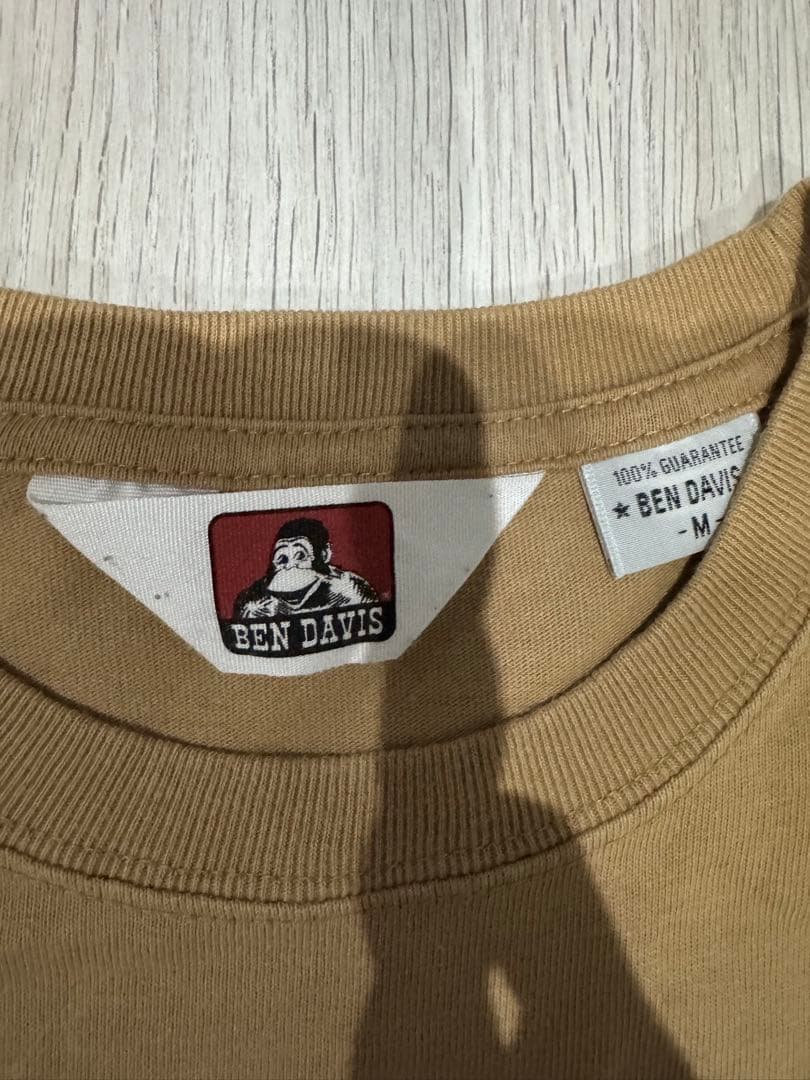 BEN DAVIS
100% GUARANTEE
★ BEN DAVIS
- M -